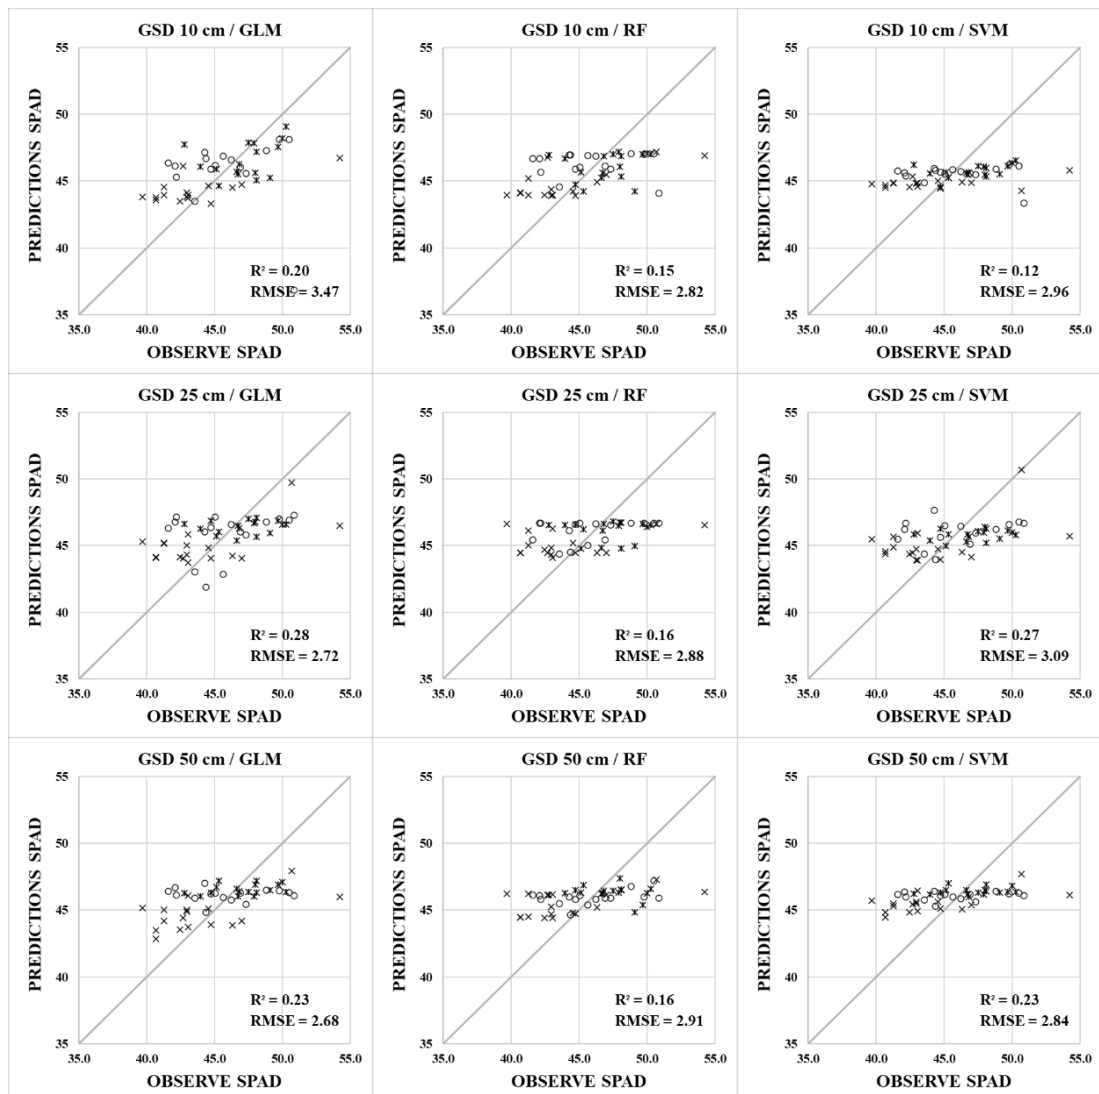 GSD 10 cm / GLM
55
50
45
40
35
35.0 40.0 45.0 50.0 55.0
PREDICTIONS SPAD
OBSERVE SPAD
R² = 0.20
RMSE = 3.47
GSD 10 cm / RF
55
50
45
40
35
35.0 40.0 45.0 50.0 55.0
PREDICTIONS SPAD
OBSERVE SPAD
R² = 0.15
RMSE = 2.82
GSD 10 cm / SVM
55
50
45
40
35
35.0 40.0 45.0 50.0 55.0
PREDICTIONS SPAD
OBSERVE SPAD
R² = 0.12
RMSE = 2.96
GSD 25 cm / GLM
55
50
45
40
35
35.0 40.0 45.0 50.0 55.0
PREDICTIONS SPAD
OBSERVE SPAD
R² = 0.28
RMSE = 2.72
GSD 25 cm / RF
55
50
45
40
35
35.0 40.0 45.0 50.0 55.0
PREDICTIONS SPAD
OBSERVE SPAD
R² = 0.16
RMSE = 2.88
GSD 25 cm / SVM
55
50
45
40
35
35.0 40.0 45.0 50.0 55.0
PREDICTIONS SPAD
OBSERVE SPAD
R² = 0.27
RMSE = 3.09
GSD 50 cm / GLM
55
50
45
40
35
35.0 40.0 45.0 50.0 55.0
PREDICTIONS SPAD
OBSERVE SPAD
R² = 0.23
RMSE = 2.68
GSD 50 cm / RF
55
50
45
40
35
35.0 40.0 45.0 50.0 55.0
PREDICTIONS SPAD
OBSERVE SPAD
R² = 0.16
RMSE = 2.91
GSD 50 cm / SVM
55
50
45
40
35
35.0 40.0 45.0 50.0 55.0
PREDICTIONS SPAD
OBSERVE SPAD
R² = 0.23
RMSE = 2.84